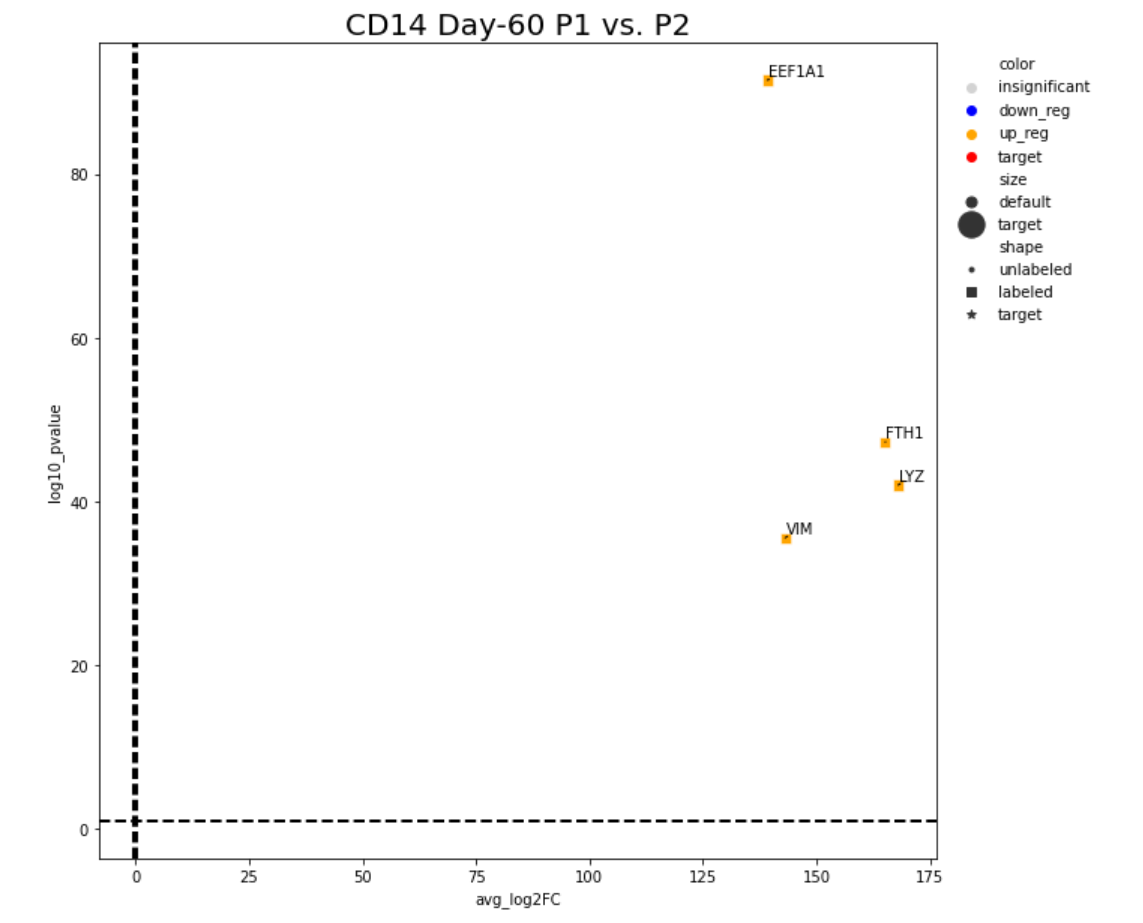 CD14 Day-60 P1 vs. P2
EEF1A1
FTH1
LYZ
VIM
log10_pvalue
80
60
40
20
0
0 25 50 75 100 125 150 175
avg_log2FC
color
insignificant
down_reg
up_reg
target
size
default
target
shape
unlabeled
labeled
target